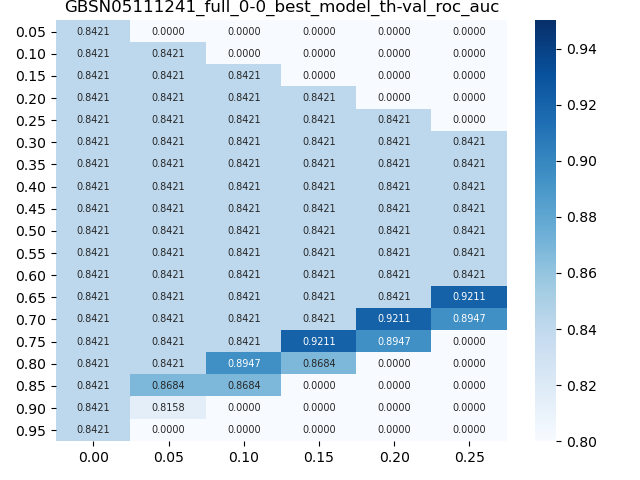 GBSN05111241_full_0-0_best_model_th-val_roc_auc
0.05 0.8421 0.0000 0.0000 0.0000 0.0000 0.0000
0.10 0.8421 0.8421 0.0000 0.0000 0.0000 0.0000
0.15 0.8421 0.8421 0.8421 0.0000 0.0000 0.0000
0.20 0.8421 0.8421 0.8421 0.8421 0.0000 0.0000
0.25 0.8421 0.8421 0.8421 0.8421 0.8421 0.0000
0.30 0.8421 0.8421 0.8421 0.8421 0.8421 0.8421
0.35 0.8421 0.8421 0.8421 0.8421 0.8421 0.8421
0.40 0.8421 0.8421 0.8421 0.8421 0.8421 0.8421
0.45 0.8421 0.8421 0.8421 0.8421 0.8421 0.8421
0.50 0.8421 0.8421 0.8421 0.8421 0.8421 0.8421
0.55 0.8421 0.8421 0.8421 0.8421 0.8421 0.8421
0.60 0.8421 0.8421 0.8421 0.8421 0.8421 0.8421
0.65 0.8421 0.8421 0.8421 0.8421 0.8421 0.9211
0.70 0.8421 0.8421 0.8421 0.8421 0.9211 0.8947
0.75 0.8421 0.8421 0.8421 0.9211 0.8947 0.0000
0.80 0.8421 0.8421 0.8947 0.8684 0.0000 0.0000
0.85 0.8421 0.8684 0.8684 0.0000 0.0000 0.0000
0.90 0.8421 0.8158 0.0000 0.0000 0.0000 0.0000
0.95 0.8421 0.0000 0.0000 0.0000 0.0000 0.0000
0.00 0.05 0.10 0.15 0.20 0.25
0.94
0.92
0.90
0.88
0.86
0.84
0.82
0.80